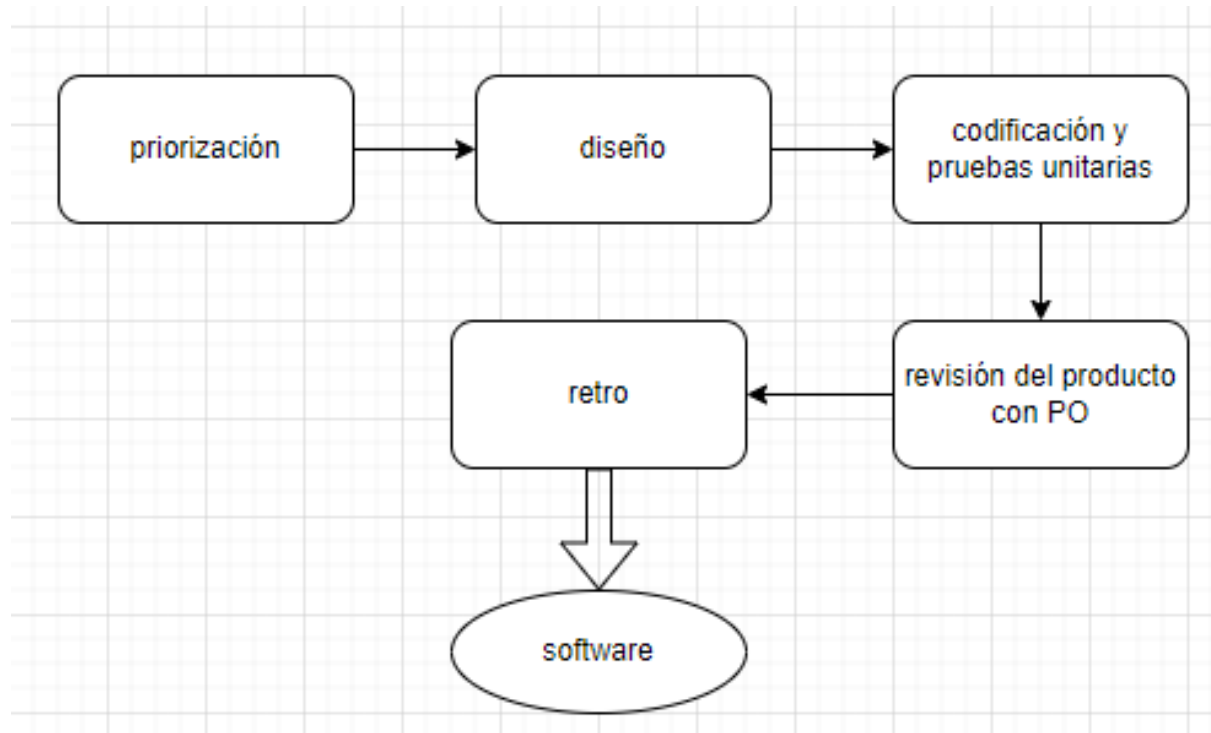 priorización
diseño
codificación y
pruebas unitarias
retro
revisión del producto
con PO
software